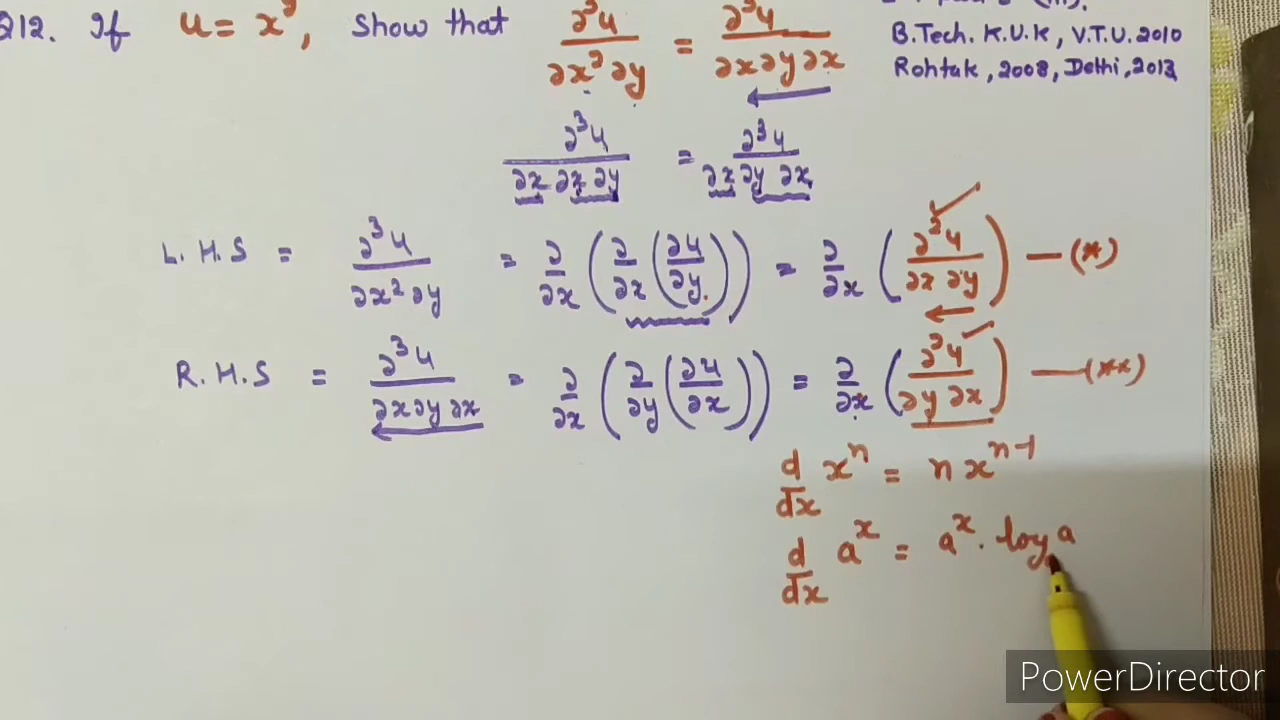 Q12. If u = x^y, Show that ∂³u/∂x²∂y = ∂³u/∂x∂y∂x
B.Tech. K.U.K, V.T.U. 2010
Rohtak, 2008, Delhi, 2013
∂³u/∂x ∂x ∂y = ∂³u/∂x ∂y ∂x
L.H.S = ∂³u/∂x²∂y = ∂/∂x (∂/∂x (∂u/∂y)) = ∂/∂x (∂²u/∂x ∂y) — (*)
R.H.S = ∂³u/∂x∂y∂x = ∂/∂x (∂/∂y (∂u/∂x)) = ∂/∂x (∂²u/∂y ∂x) — (**)
d/dx x^n = n x^(n-1)
d/dx a^x = a^x . log a
PowerDirector